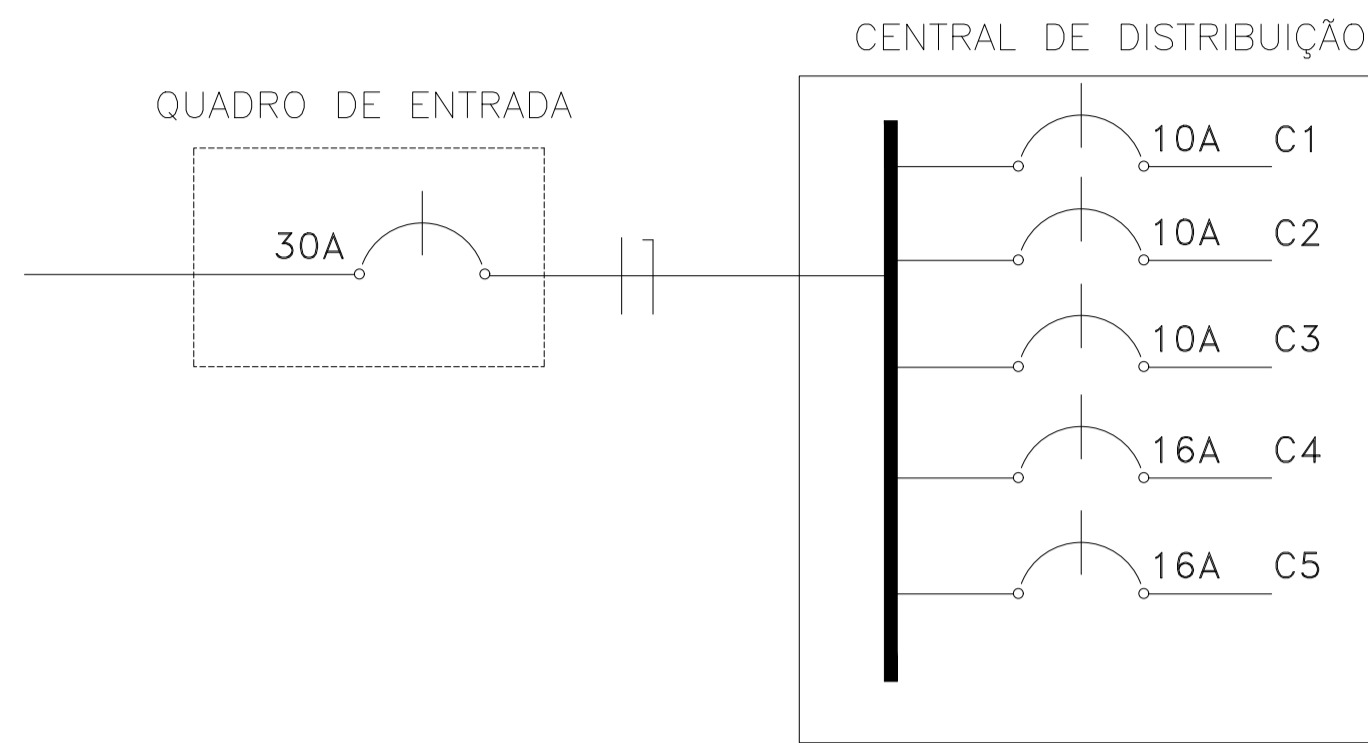 CENTRAL DE DISTRIBUIÇÃO
QUADRO DE ENTRADA
30A
10A C1
10A C2
10A C3
16A C4
16A C5